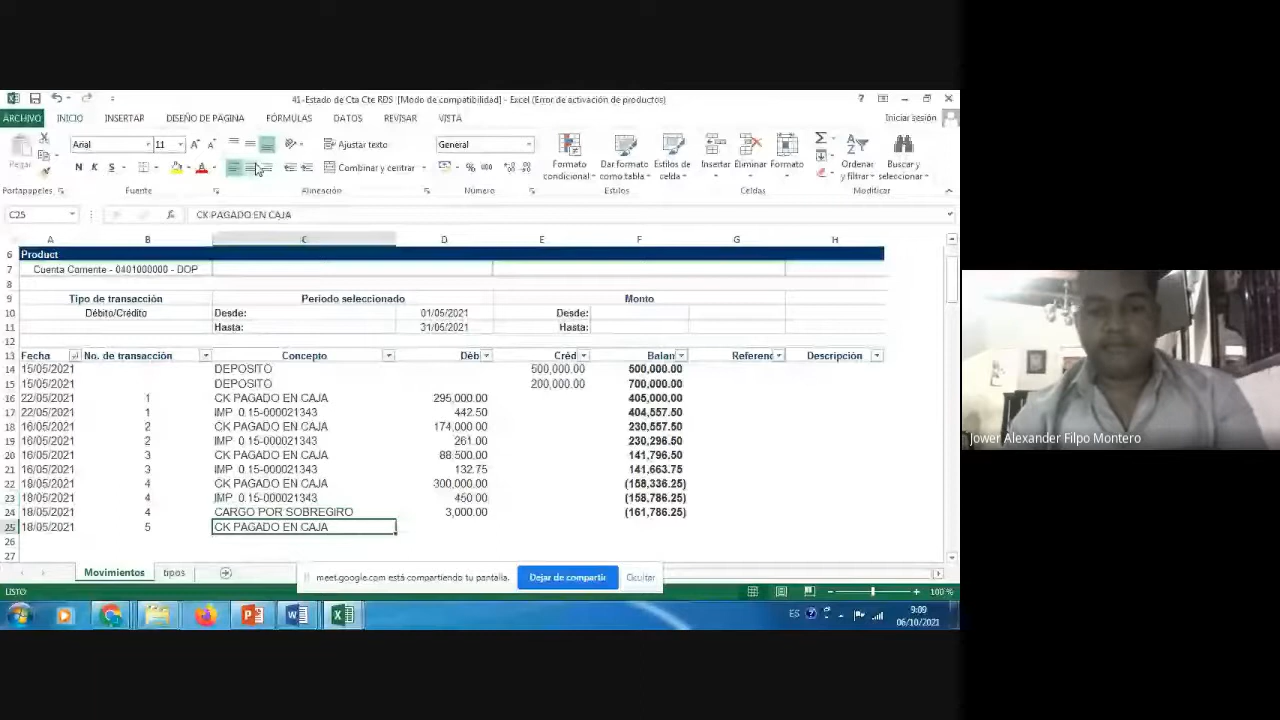 41-Estado de Cta Cte RDS [Modo de compatibilidad] - Excel (Error de activación de productos)
ARCHIVO INICIO INSERTAR DISEÑO DE PÁGINA FÓRMULAS DATOS REVISAR VISTA Iniciar sesión
Pegar Arial 11 Ajustar texto General
N K S Combinar y centrar % 000
Formato condicional Dar formato como tabla Estilos de celda Insertar Eliminar Formato Ordenar y filtrar Buscar y seleccionar
Portapapeles Fuente Alineación Número Estilos Celdas Modificar
C25 fx CK PAGADO EN CAJA
A B C D E F G H
6 Product
7 Cuenta Corriente - 0401000000 - DOP
8
9 Tipo de transacción Periodo seleccionado Monto
10 Débito/Crédito Desde: 01/05/2021 Desde:
11 Hasta: 31/05/2021 Hasta:
12
13 Fecha No. de transacción Concepto Déb Créd Balan Referenc Descripción
14 15/05/2021 DEPOSITO 500,000.00 500,000.00
15 15/05/2021 DEPOSITO 200,000.00 700,000.00
16 22/05/2021 1 CK PAGADO EN CAJA 295,000.00 405,000.00
17 22/05/2021 1 IMP 0.15-000021343 442.50 404,557.50
18 16/05/2021 2 CK PAGADO EN CAJA 174,000.00 230,557.50
19 16/05/2021 2 IMP 0.15-000021343 261.00 230,296.50
20 16/05/2021 3 CK PAGADO EN CAJA 88,500.00 141,796.50
21 16/05/2021 3 IMP 0.15-000021343 132.75 141,663.75
22 18/05/2021 4 CK PAGADO EN CAJA 300,000.00 (158,336.25)
23 18/05/2021 4 IMP 0.15-000021343 450.00 (158,786.25)
24 18/05/2021 4 CARGO POR SOBREGIRO 3,000.00 (161,786.25)
25 18/05/2021 5 CK PAGADO EN CAJA
26
27
Movimientos tipos
meet.google.com está compartiendo tu pantalla. Dejar de compartir Ocultar
LISTO 100 %
ES 9:09
06/10/2021
Jower Alexander Filpo Montero